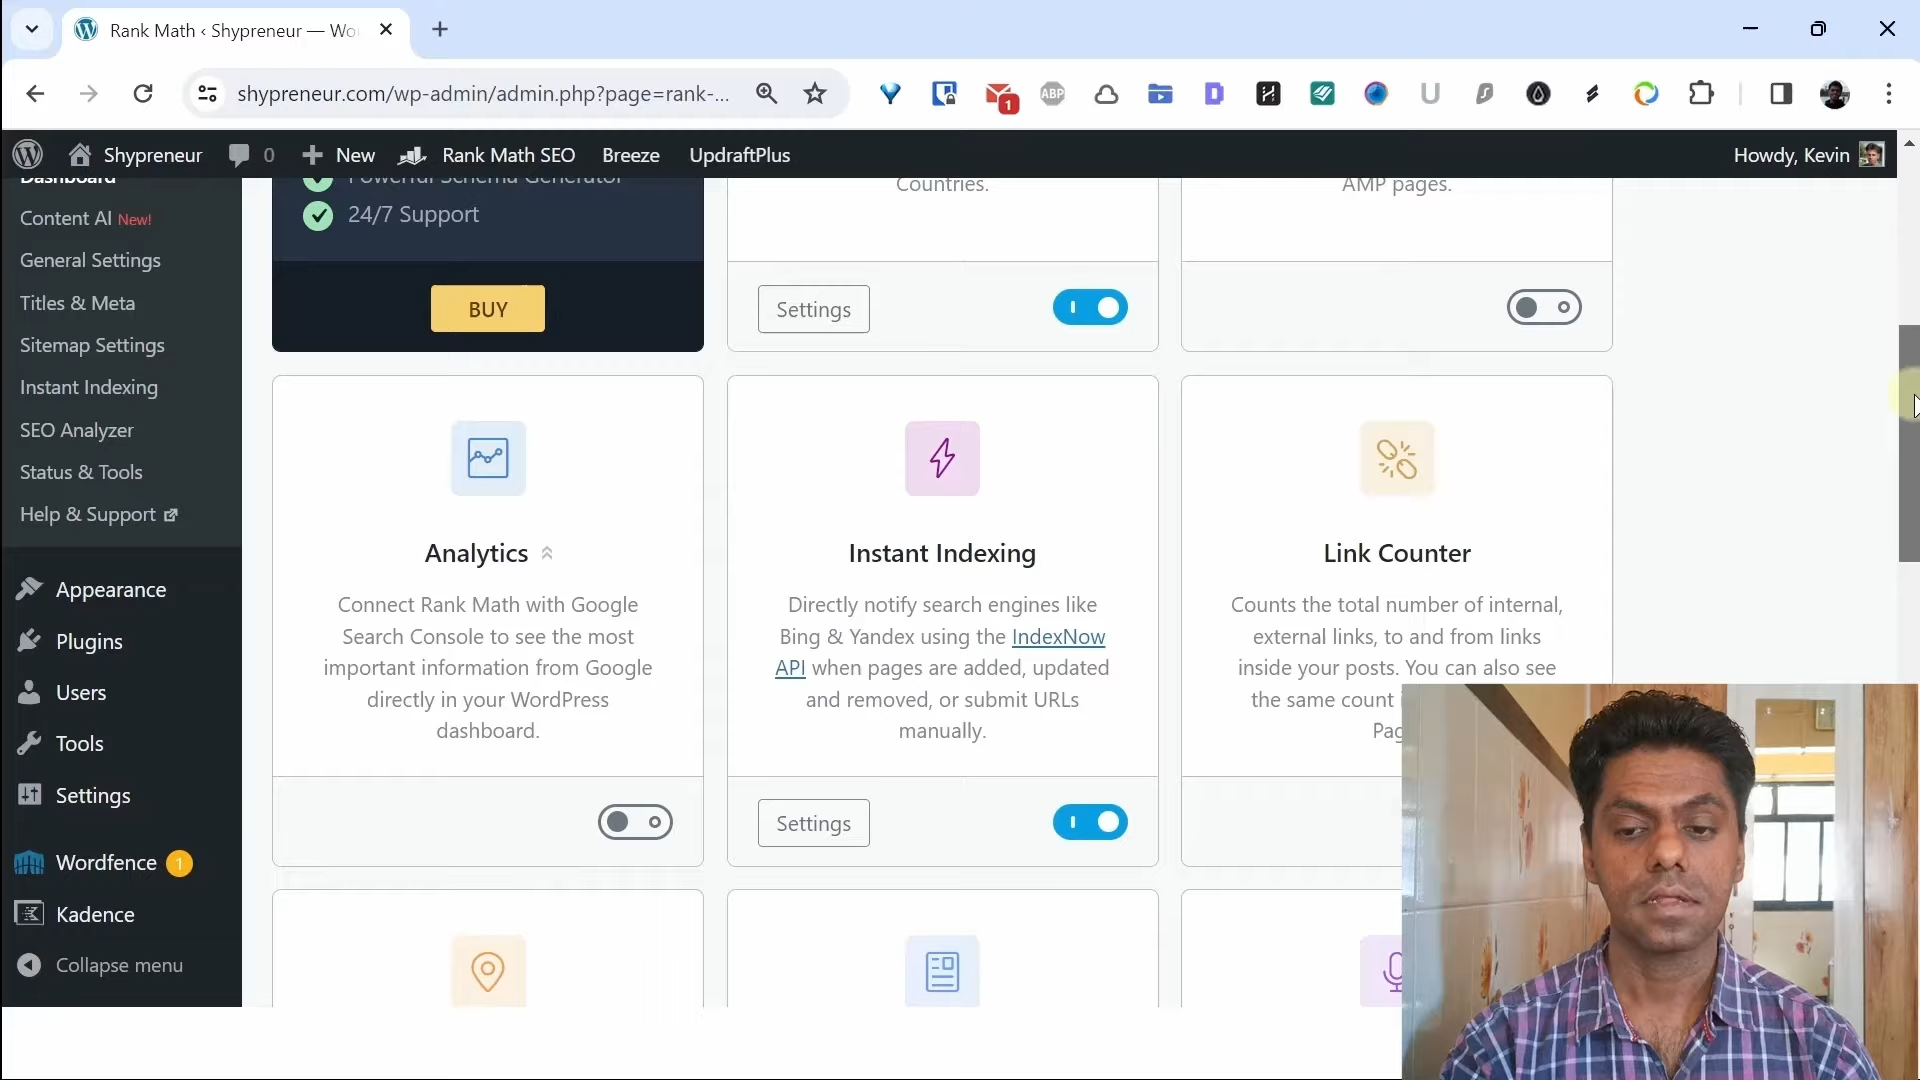 Rank Math ‹ Shypreneur — Wo
shypreneur.com/wp-admin/admin.php?page=rank-...
1
ABP
Shypreneur
0
New
Rank Math SEO
Breeze
UpdraftPlus
Howdy, Kevin
Dashboard
Content AI New!
General Settings
Titles & Meta
Sitemap Settings
Instant Indexing
SEO Analyzer
Status & Tools
Help & Support
Appearance
Plugins
Users
Tools
Settings
Wordfence 1
Kadence
Collapse menu
Powerful Schema Generator
24/7 Support
BUY
Countries.
Settings
AMP pages.
Analytics
Connect Rank Math with Google
Search Console to see the most
important information from Google
directly in your WordPress
dashboard.
Instant Indexing
Directly notify search engines like
Bing & Yandex using the IndexNow
API when pages are added, updated
and removed, or submit URLs
manually.
Settings
Link Counter
Counts the total number of internal,
external links, to and from links
inside your posts. You can also see
the same count